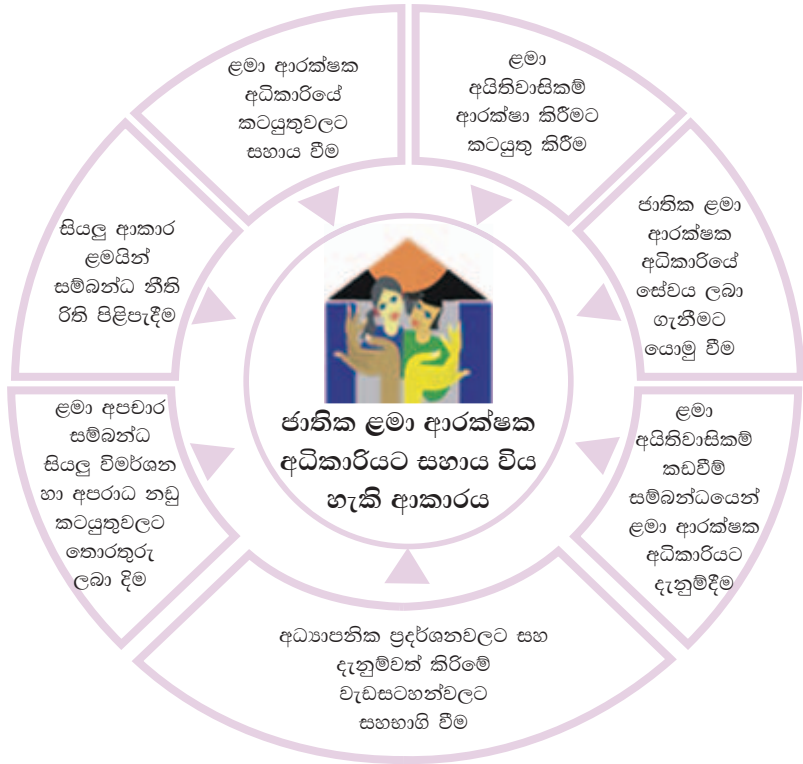 ළමා ආරක්ෂක
අධිකාරියේ
කටයුතුවලට
සහාය වීම
ළමා
අයිතිවාසිකම්
ආරක්ෂා කිරීමට
කටයුතු කිරීම
ජාතික ළමා
ආරක්ෂක
අධිකාරියේ
සේවය ලබා
ගැනීමට
යොමු වීම
ළමා
අයිතිවාසිකම්
කඩවීම්
සම්බන්ධයෙන්
ළමා ආරක්ෂක
අධිකාරියට
දැනුම්දීම
අධ්‍යාපනික ප්‍රදර්ශනවලට සහ
දැනුම්වත් කිරිමේ
වැඩසටහන්වලට
සහභාගි වීම
ළමා අපචාර
සම්බන්ධ
සියලු විමර්ශන
හා අපරාධ නඩු
කටයුතුවලට
තොරතුරු
ලබා දිම
සියලු ආකාර
ළමයින්
සම්බන්ධ නීති
රිති පිළිපැදීම
ජාතික ළමා ආරක්ෂක
අධිකාරියට සහාය විය
හැකි ආකාරය